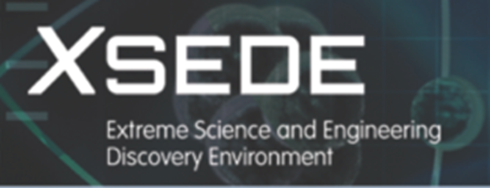 XSEDE
Extreme Science and Engineering
Discovery Environment